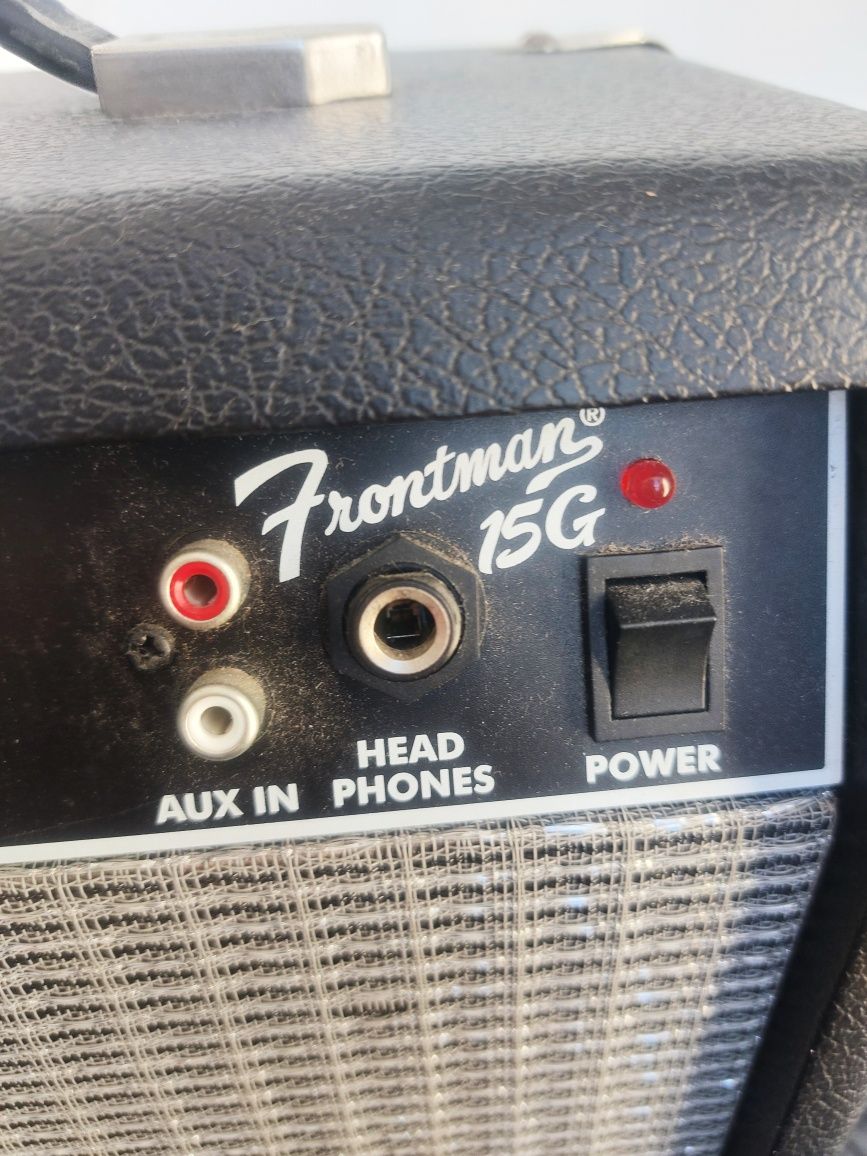 Frontman®
15G
AUX IN
HEAD
PHONES
POWER